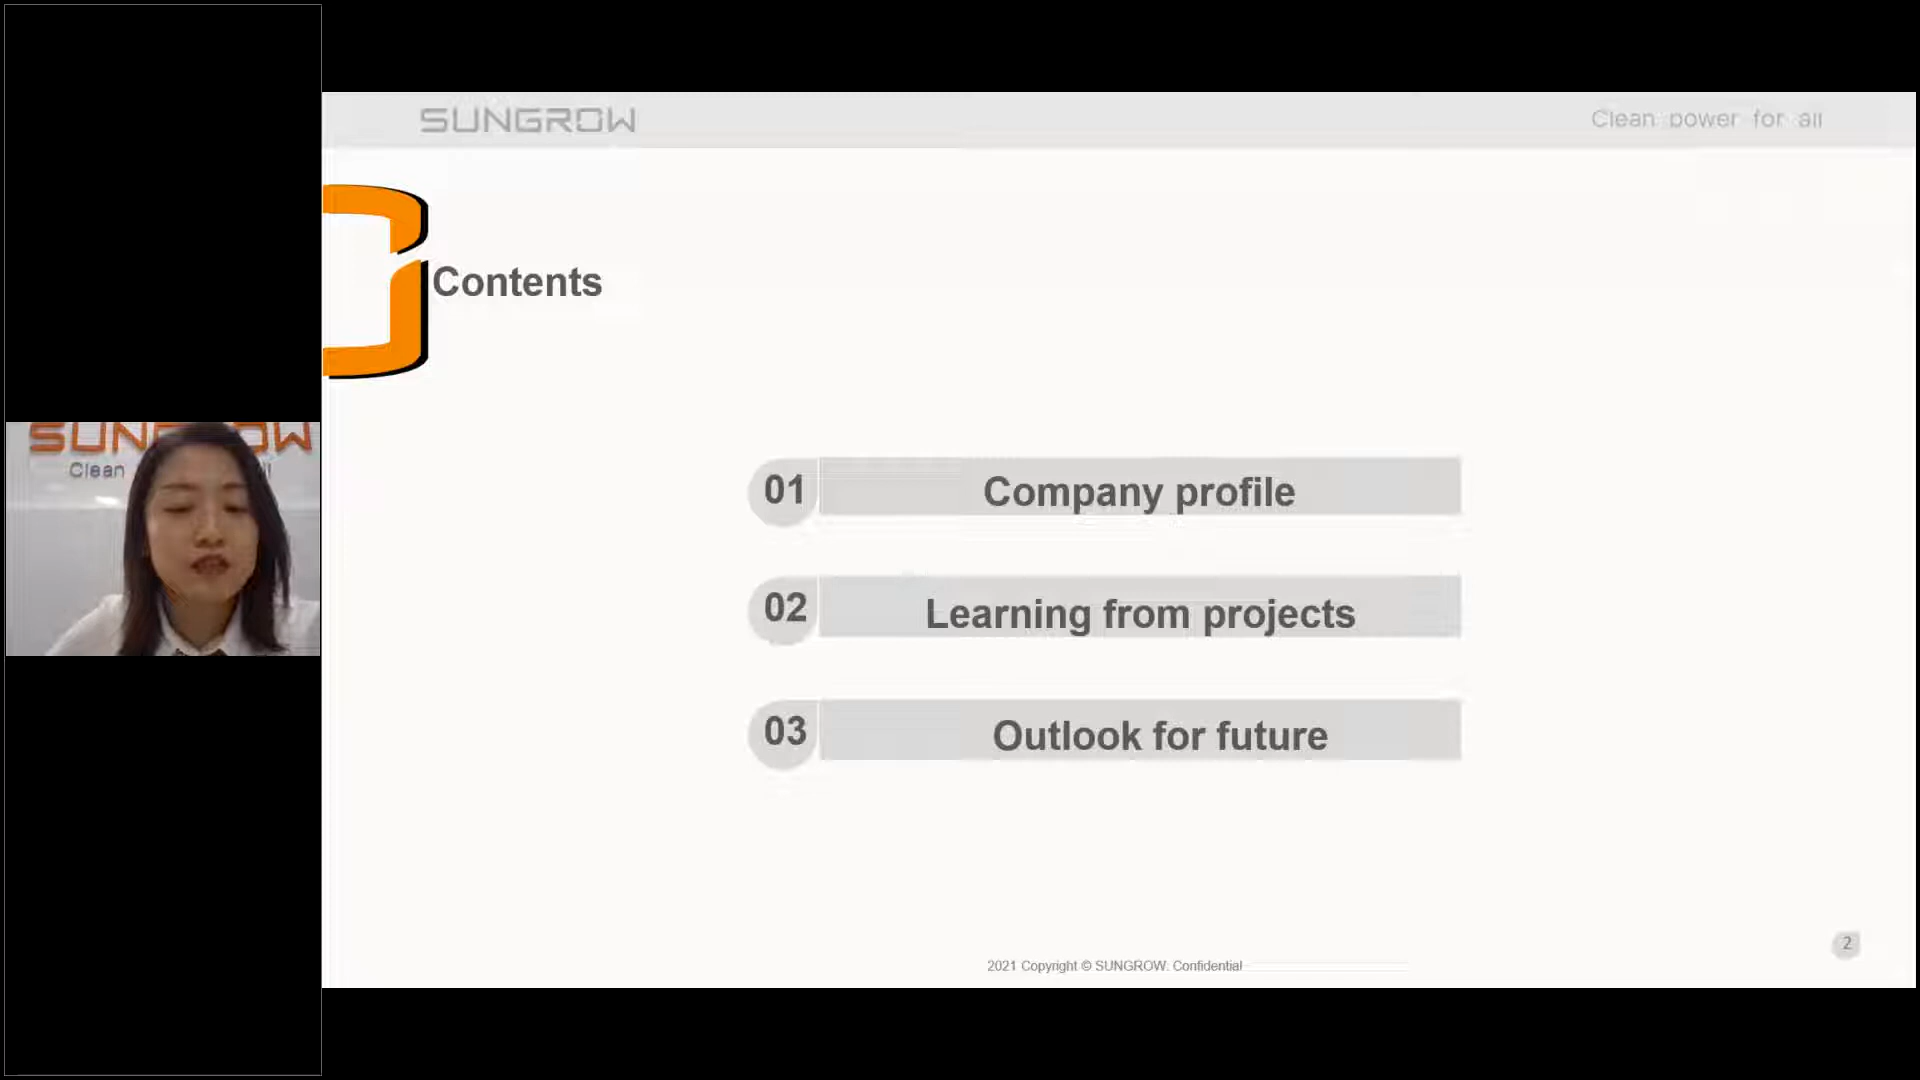 SUNGROW
Clean power for all
Contents
01 Company profile
02 Learning from projects
03 Outlook for future
2021 Copyright © SUNGROW. Confidential
2
Clean